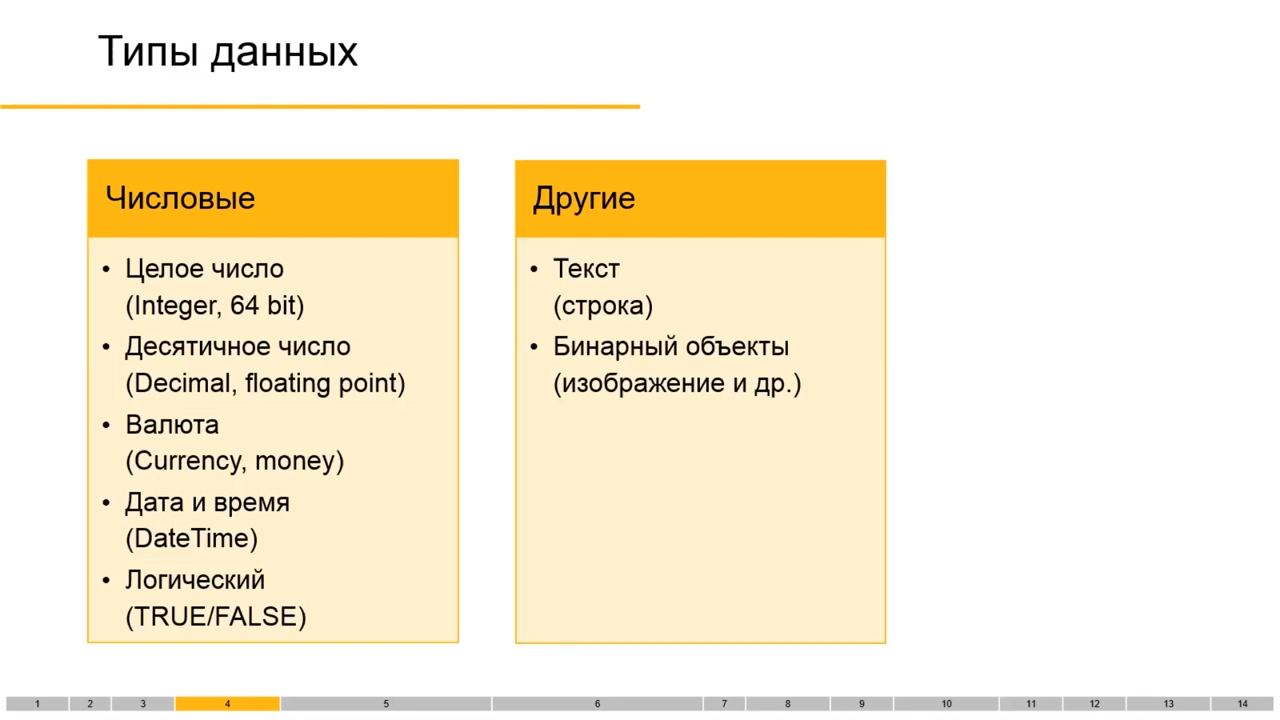 Типы данных
Числовые
• Целое число
(Integer, 64 bit)
• Десятичное число
(Decimal, floating point)
• Валюта
(Currency, money)
• Дата и время
(DateTime)
• Логический
(TRUE/FALSE)
Другие
• Текст
(строка)
• Бинарный объекты
(изображение и др.)
1 2 3 4 5 6 7 8 9 10 11 12 13 14